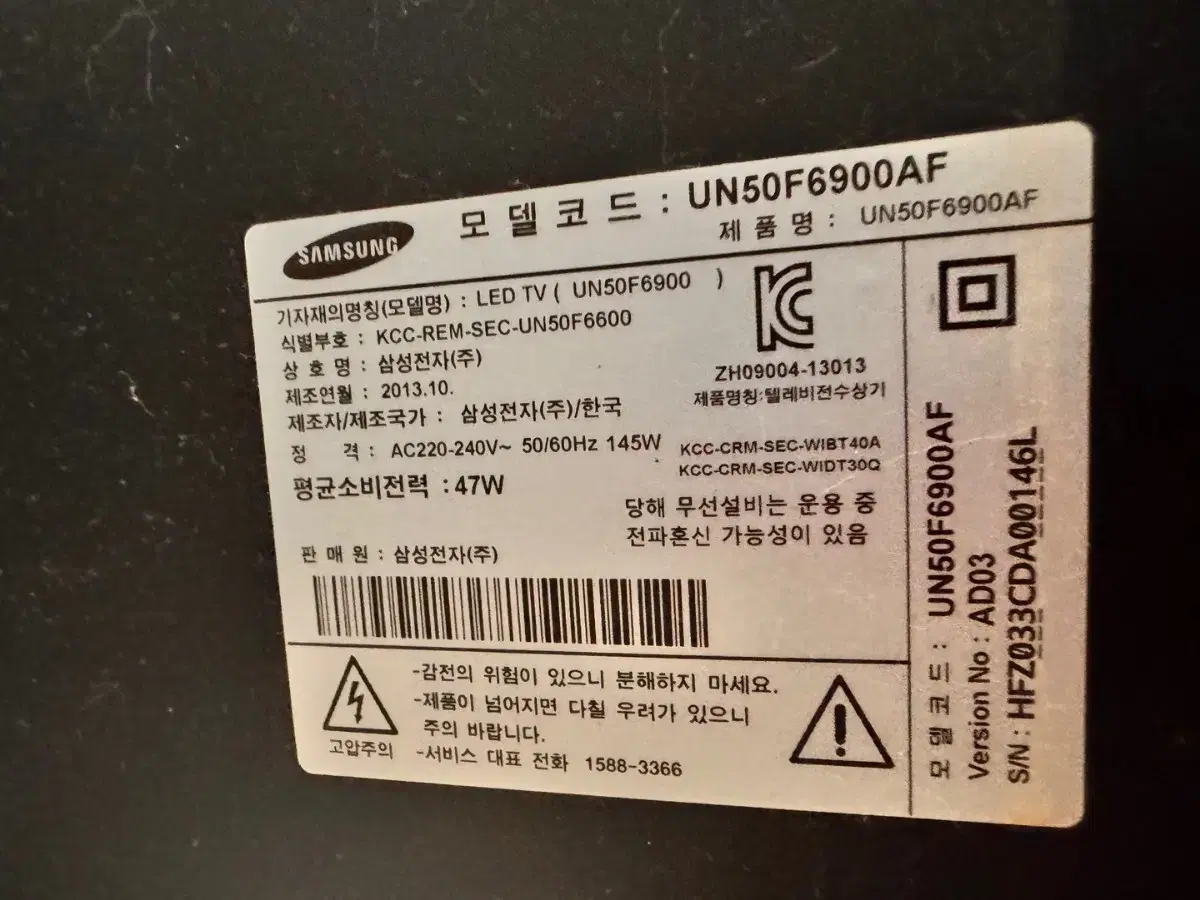 SAMSUNG
모델코드 : UN50F6900AF
제품명 : UN50F6900AF
기자재의명칭(모델명) : LED TV ( UN50F6900 )
식별부호 : KCC-REM-SEC-UN50F6600
상호명 : 삼성전자(주)
제조연월 : 2013.10.
제조자/제조국가 : 삼성전자(주)/한국
정 격 : AC220-240V~ 50/60Hz 145W
평균소비전력 : 47W
판매원 : 삼성전자(주)
ZH09004-13013
제품명칭:텔레비전수상기
KCC-CRM-SEC-WIBT40A
KCC-CRM-SEC-WIDT30Q
당해 무선설비는 운용 중
전파혼신 가능성이 있음
고압주의
-감전의 위험이 있으니 분해하지 마세요.
-제품이 넘어지면 다칠 우려가 있으니
주의 바랍니다.
-서비스 대표 전화 1588-3366
모델코드 : UN50F6900AF
Version No : AD03
S/N : HFZ033CDA00146L